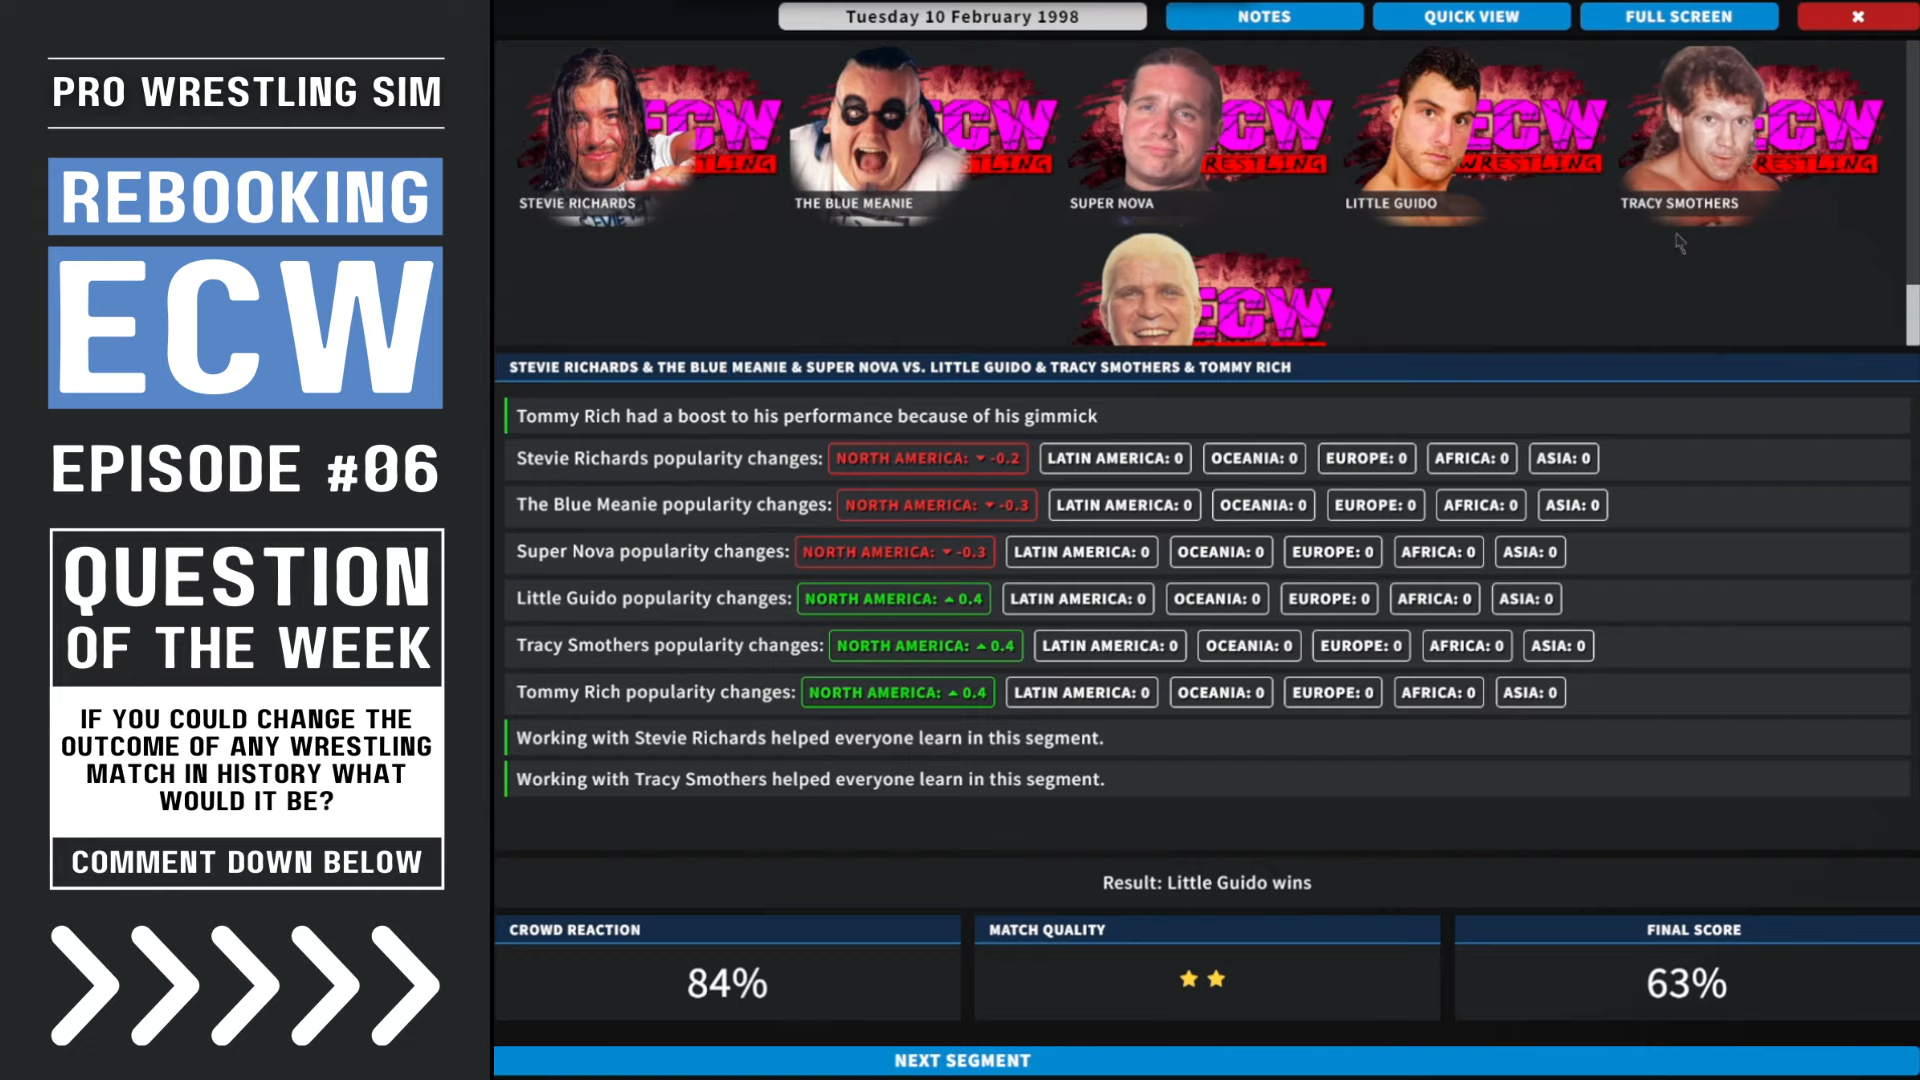 PRO WRESTLING SIM
REBOOKING
ECW
EPISODE #06
QUESTION
OF THE WEEK
IF YOU COULD CHANGE THE
OUTCOME OF ANY WRESTLING
MATCH IN HISTORY WHAT
WOULD IT BE?
COMMENT DOWN BELOW
Tuesday 10 February 1998
NOTES
QUICK VIEW
FULL SCREEN
STEVIE RICHARDS
THE BLUE MEANIE
SUPER NOVA
LITTLE GUIDO
TRACY SMOTHERS
STEVIE RICHARDS & THE BLUE MEANIE & SUPER NOVA VS. LITTLE GUIDO & TRACY SMOTHERS & TOMMY RICH
Tommy Rich had a boost to his performance because of his gimmick
Stevie Richards popularity changes: NORTH AMERICA: ▼ -0.2 LATIN AMERICA: 0 OCEANIA: 0 EUROPE: 0 AFRICA: 0 ASIA: 0
The Blue Meanie popularity changes: NORTH AMERICA: ▼ -0.3 LATIN AMERICA: 0 OCEANIA: 0 EUROPE: 0 AFRICA: 0 ASIA: 0
Super Nova popularity changes: NORTH AMERICA: ▼ -0.3 LATIN AMERICA: 0 OCEANIA: 0 EUROPE: 0 AFRICA: 0 ASIA: 0
Little Guido popularity changes: NORTH AMERICA: ▲ 0.4 LATIN AMERICA: 0 OCEANIA: 0 EUROPE: 0 AFRICA: 0 ASIA: 0
Tracy Smothers popularity changes: NORTH AMERICA: ▲ 0.4 LATIN AMERICA: 0 OCEANIA: 0 EUROPE: 0 AFRICA: 0 ASIA: 0
Tommy Rich popularity changes: NORTH AMERICA: ▲ 0.4 LATIN AMERICA: 0 OCEANIA: 0 EUROPE: 0 AFRICA: 0 ASIA: 0
Working with Stevie Richards helped everyone learn in this segment.
Working with Tracy Smothers helped everyone learn in this segment.
Result: Little Guido wins
CROWD REACTION
84%
MATCH QUALITY
FINAL SCORE
63%
NEXT SEGMENT